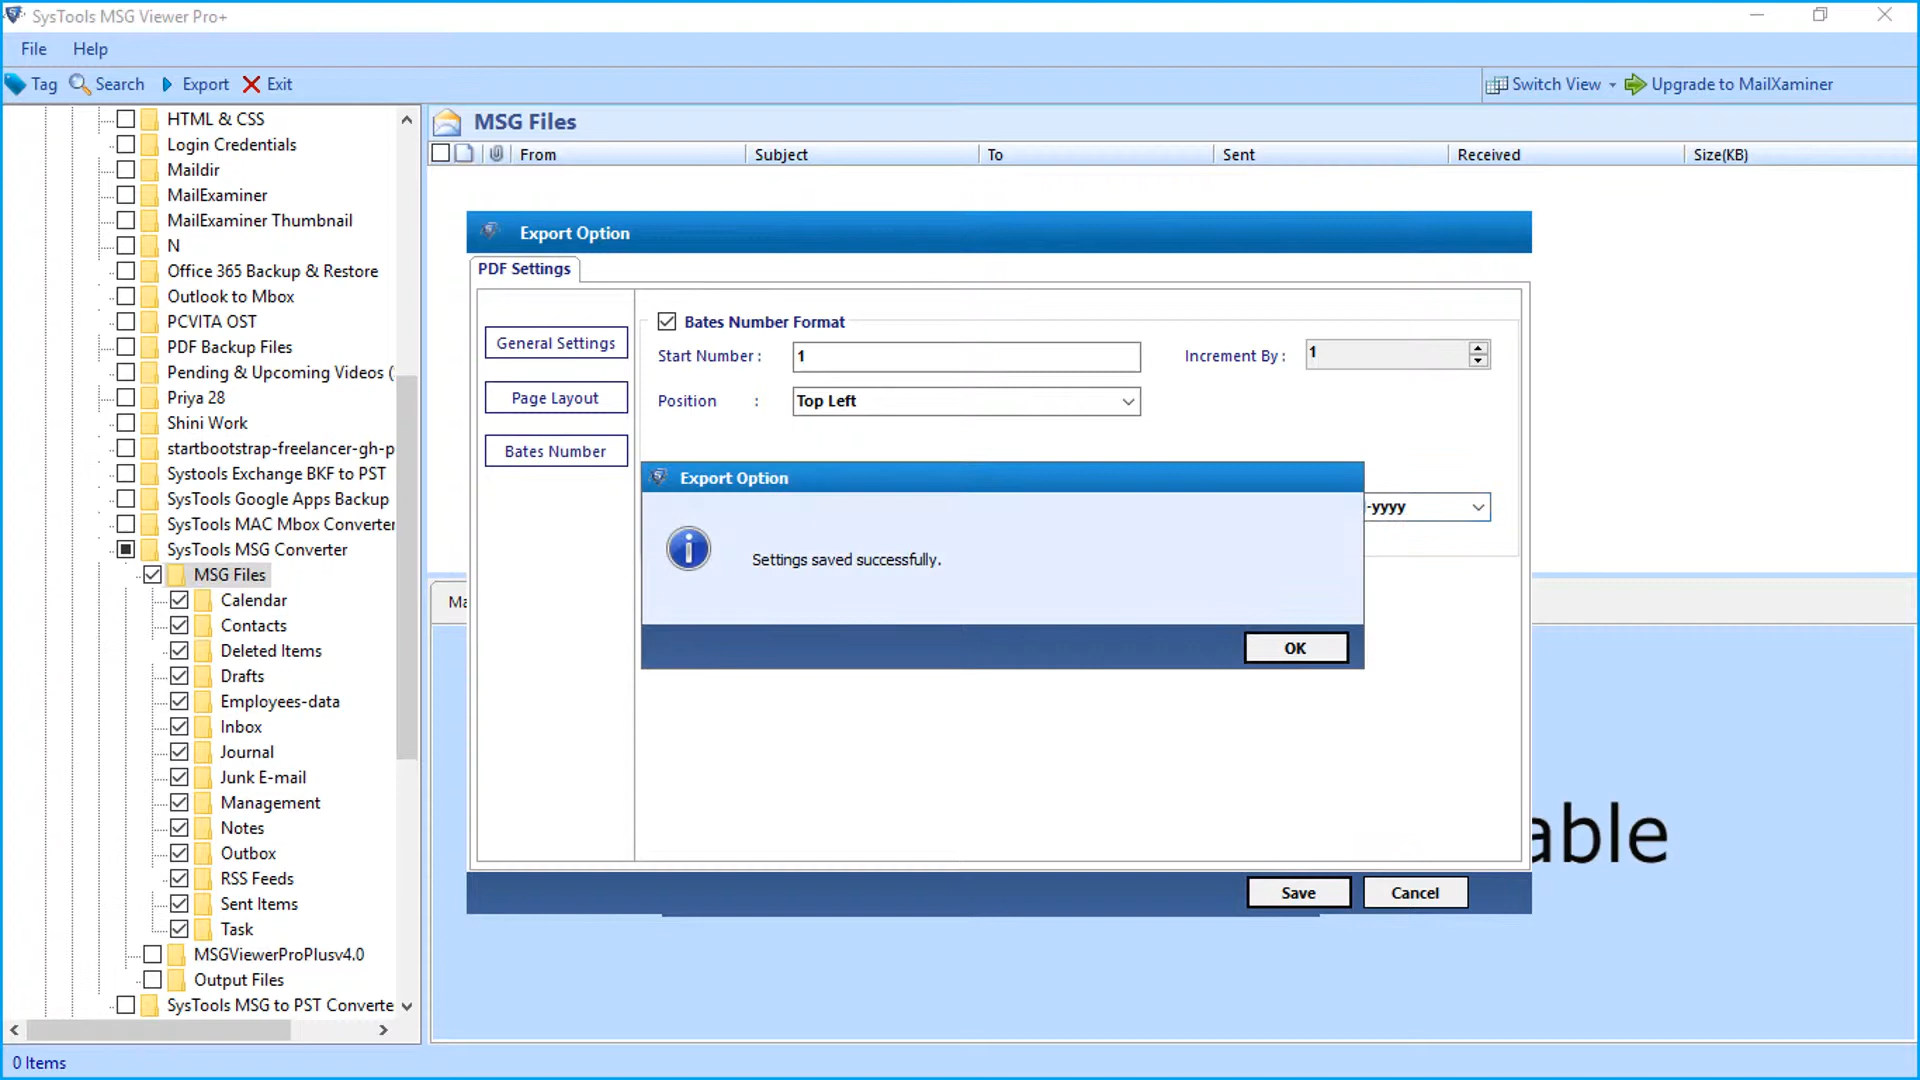 SysTools MSG Viewer Pro+
File Help
Tag Search Export Exit Switch View Upgrade to MailXaminer
HTML & CSS
Login Credentials
Maildir
MailExaminer
MailExaminer Thumbnail
N
Office 365 Backup & Restore
Outlook to Mbox
PCVITA OST
PDF Backup Files
Pending & Upcoming Videos (
Priya 28
Shini Work
startbootstrap-freelancer-gh-p
Systools Exchange BKF to PST
SysTools Google Apps Backup
SysTools MAC Mbox Converter
SysTools MSG Converter
MSG Files
Calendar
Contacts
Deleted Items
Drafts
Employees-data
Inbox
Journal
Junk E-mail
Management
Notes
Outbox
RSS Feeds
Sent Items
Task
MSGViewerProPlusv4.0
Output Files
SysTools MSG to PST Converte
0 Items
MSG Files
From Subject To Sent Received Size(KB)
Export Option
PDF Settings
General Settings
Page Layout
Bates Number
Bates Number Format
Start Number : 1 Increment By : 1
Position : Top Left
-yyyy
Export Option
Settings saved successfully.
OK
Ma
able
Save Cancel